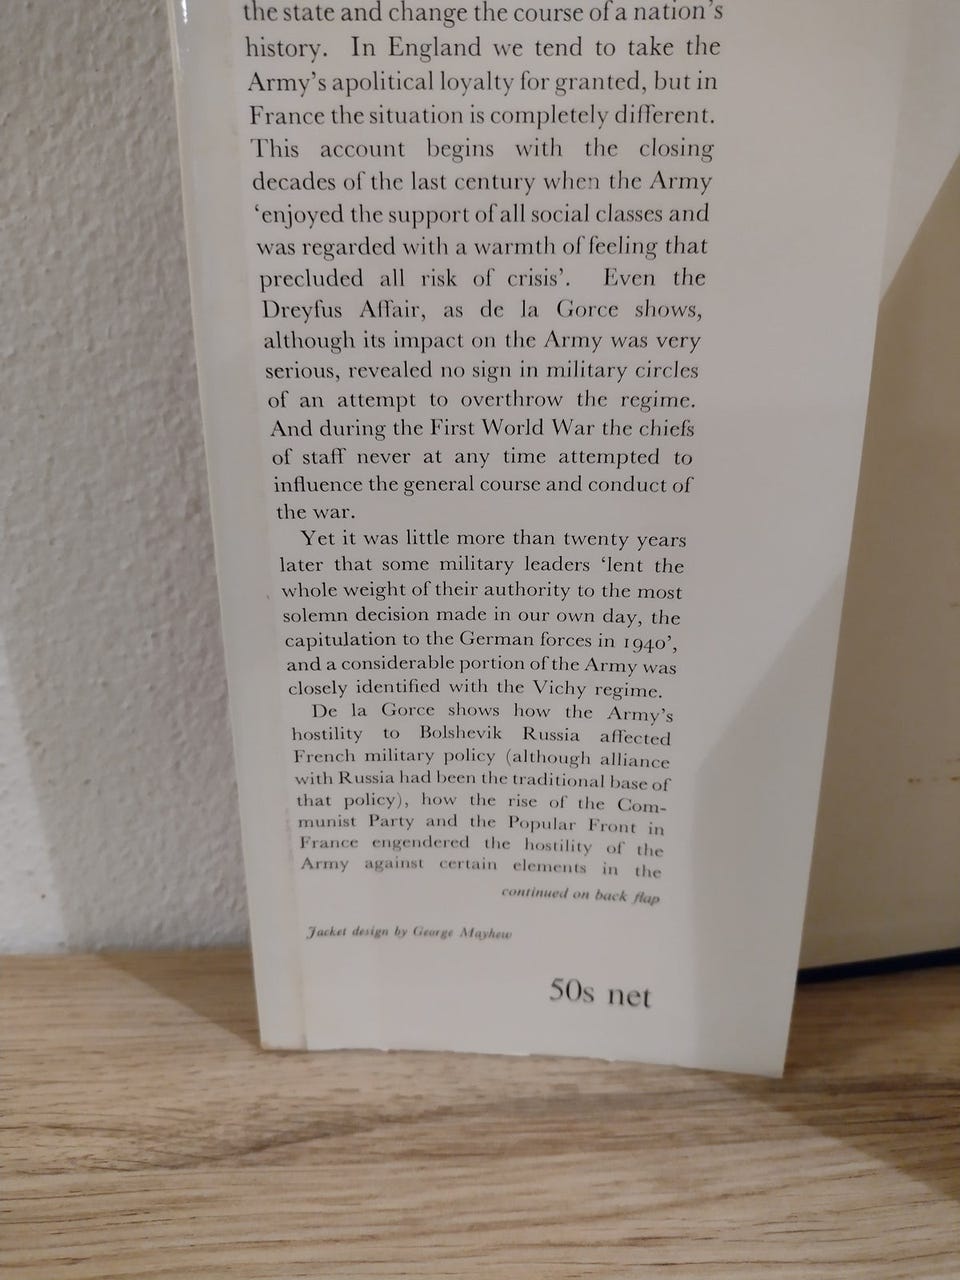 the state and change the course of a nation's
history. In England we tend to take the
Army's apolitical loyalty for granted, but in
France the situation is completely different.
This account begins with the closing
decades of the last century when the Army
‘enjoyed the support of all social classes and
was regarded with a warmth of feeling that
precluded all risk of crisis’. Even the
Dreyfus Affair, as de la Gorce shows,
although its impact on the Army was very
serious, revealed no sign in military circles
of an attempt to overthrow the regime.
And during the First World War the chiefs
of staff never at any time attempted to
influence the general course and conduct of
the war.
Yet it was little more than twenty years
later that some military leaders ‘lent the
whole weight of their authority to the most
solemn decision made in our own day, the
capitulation to the German forces in 1940’,
and a considerable portion of the Army was
closely identified with the Vichy regime.
De la Gorce shows how the Army's
hostility to Bolshevik Russia affected
French military policy (although alliance
with Russia had been the traditional base of
that policy), how the rise of the Com-
munist Party and the Popular Front in
France engendered the hostility of the
Army against certain elements in the
continued on back flap
Jacket design by George Mayhew
50s net